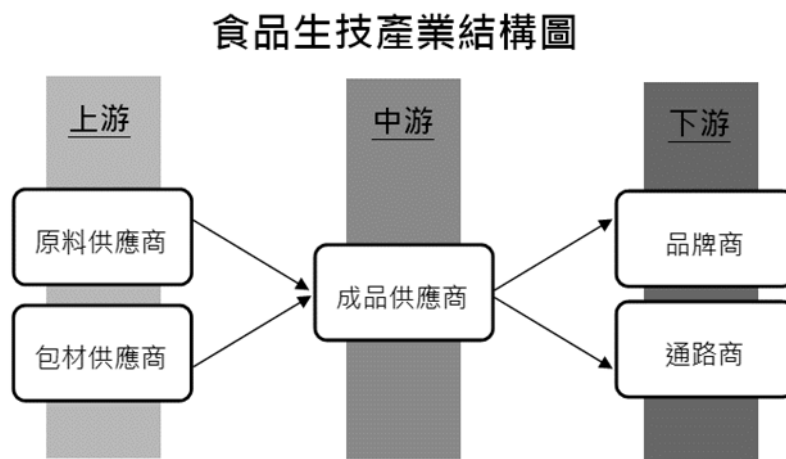 食品生技產業結構圖
上游
中游
下游
原料供應商
品牌商
成品供應商
包材供應商
通路商